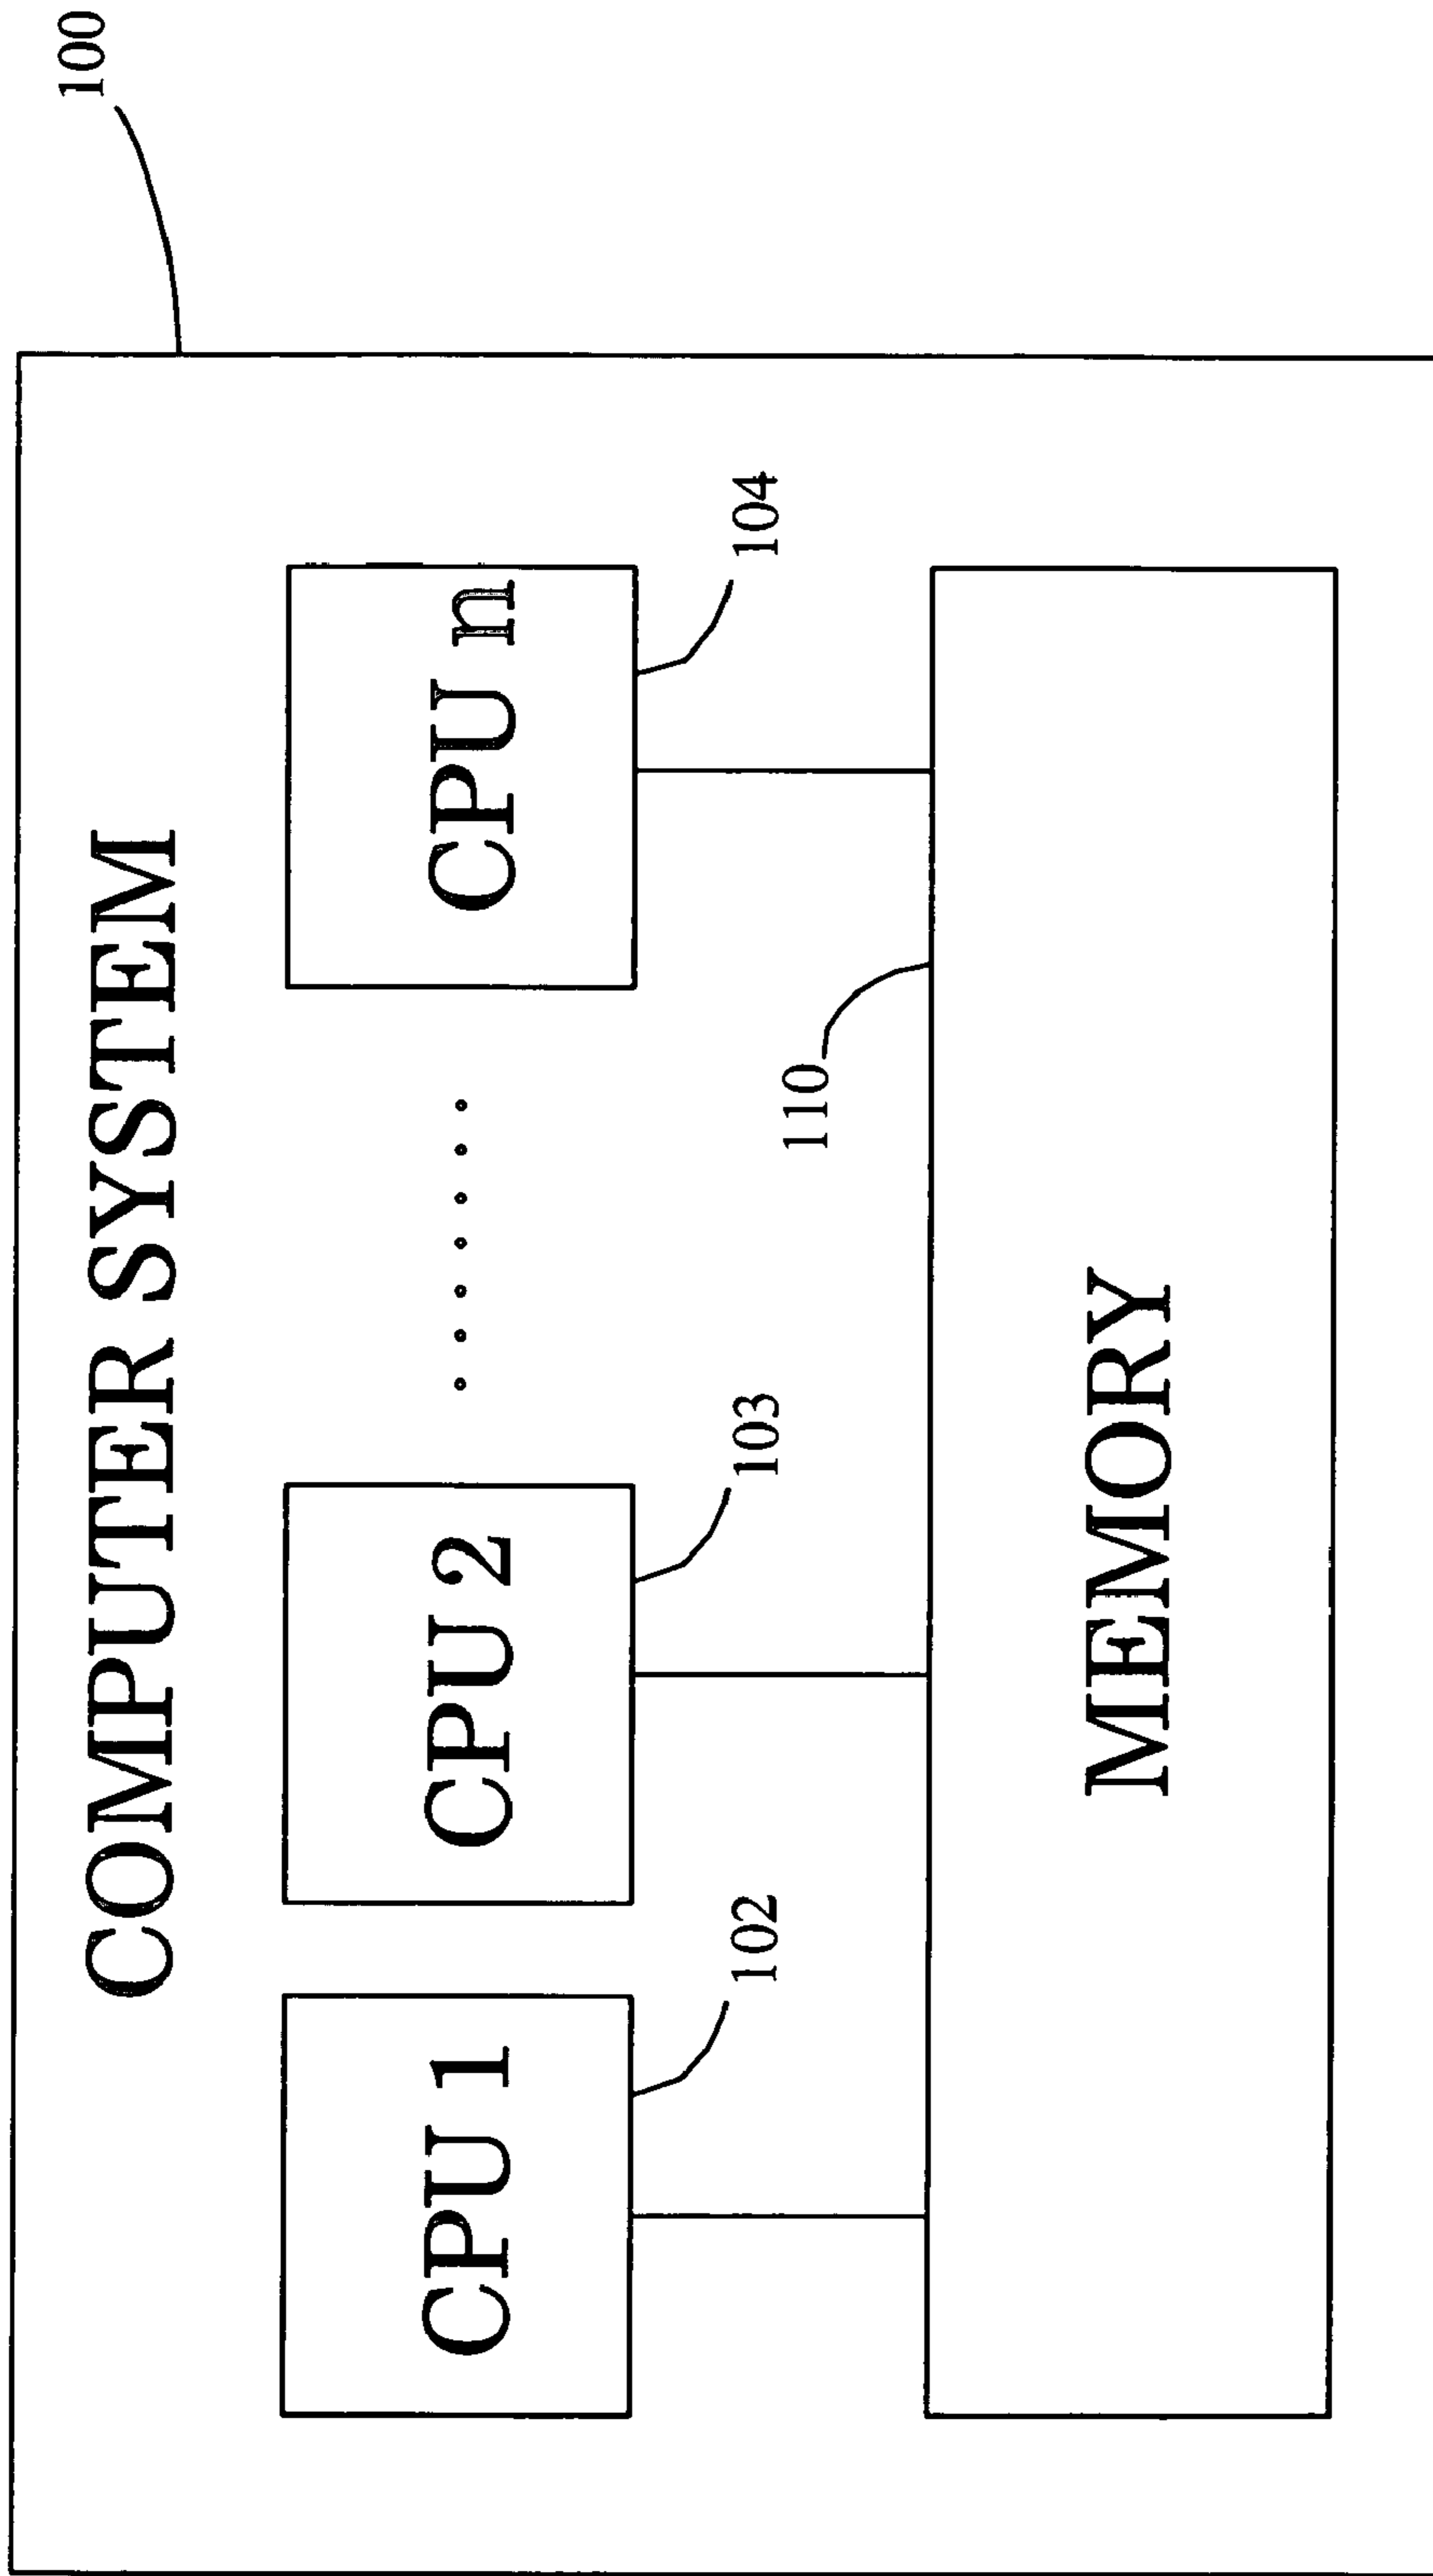 100
COMPUTER SYSTEM
CPU 1
CPU 2
CPU n
102
103
104
110
MEMORY